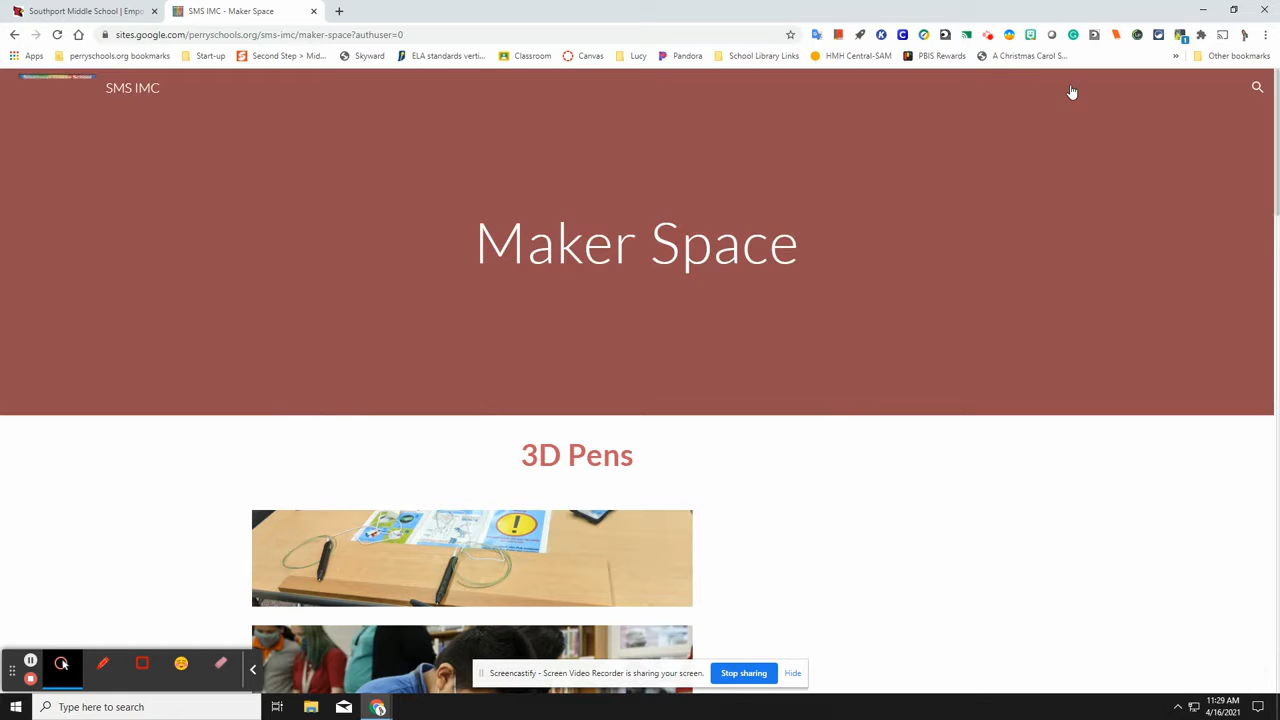 Southport Middle School | Empo
SMS IMC - Maker Space
sites.google.com/perryschools.org/sms-imc/maker-space?authuser=0
Apps
perryschools.org bookmarks
Start-up
Second Step > Mid...
Skyward
ELA standards verti...
Classroom
Canvas
Lucy
Pandora
School Library Links
HMH Central-SAM
PBIS Rewards
A Christmas Carol S...
»
Other bookmarks
SMS IMC
Maker Space
3D Pens
Screencastify - Screen Video Recorder is sharing your screen.
Stop sharing
Hide
Type here to search
11:29 AM
4/16/2021